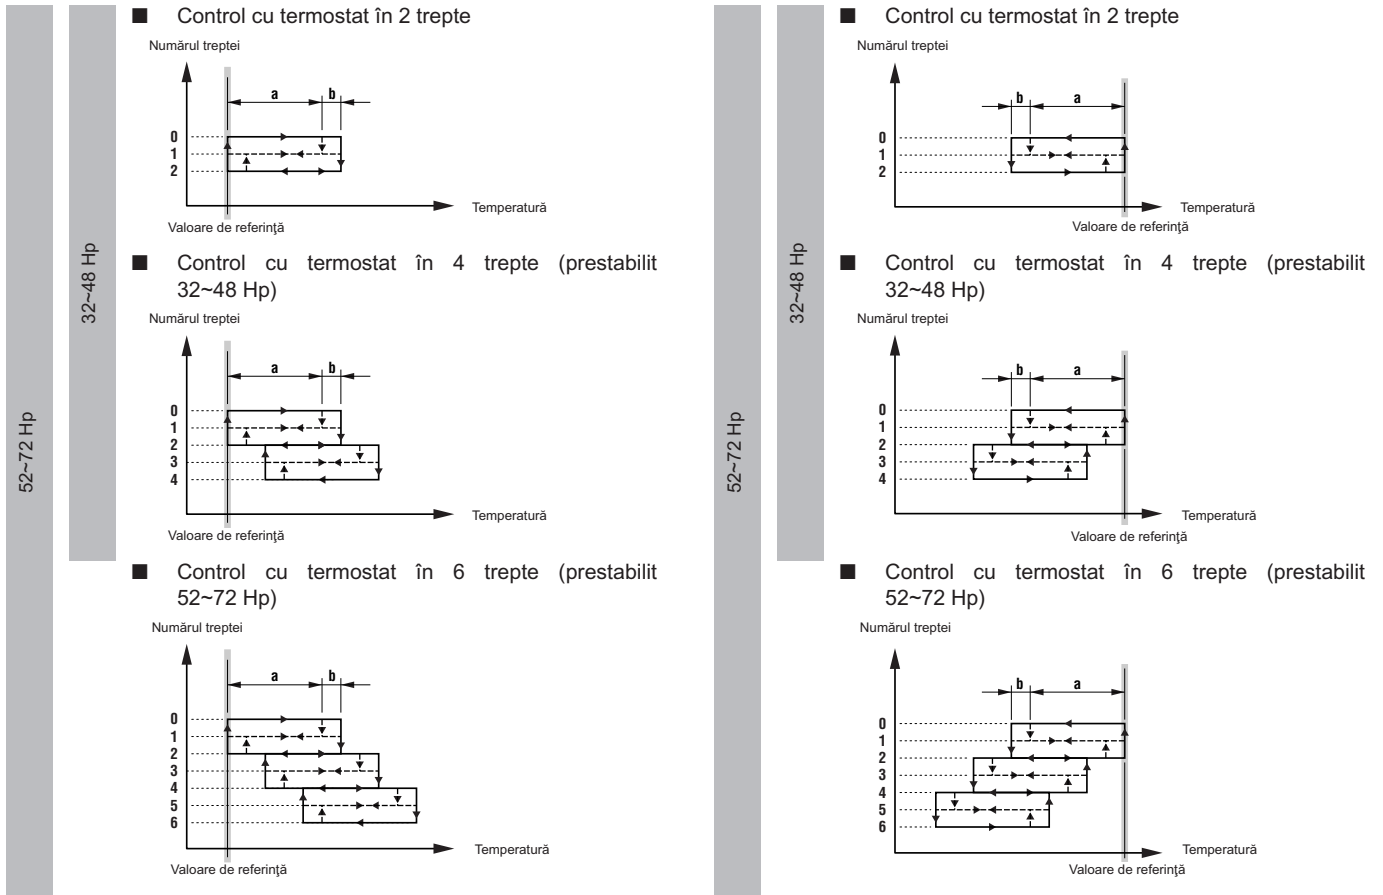 52~72 Hp
32~48 Hp
■ Control cu termostat în 2 trepte
Numărul treptei
a b
0
1
2
Temperatură
Valoare de referinţă
■ Control cu termostat în 4 trepte (prestabilit
32~48 Hp)
Numărul treptei
a b
0
1
2
3
4
Temperatură
Valoare de referinţă
■ Control cu termostat în 6 trepte (prestabilit
52~72 Hp)
Numărul treptei
a b
0
1
2
3
4
5
6
Temperatură
Valoare de referinţă
52~72 Hp
32~48 Hp
■ Control cu termostat în 2 trepte
Numărul treptei
b a
0
1
2
Temperatură
Valoare de referinţă
■ Control cu termostat în 4 trepte (prestabilit
32~48 Hp)
Numărul treptei
b a
0
1
2
3
4
Temperatură
Valoare de referinţă
■ Control cu termostat în 6 trepte (prestabilit
52~72 Hp)
Numărul treptei
b a
0
1
2
3
4
5
6
Temperatură
Valoare de referinţă